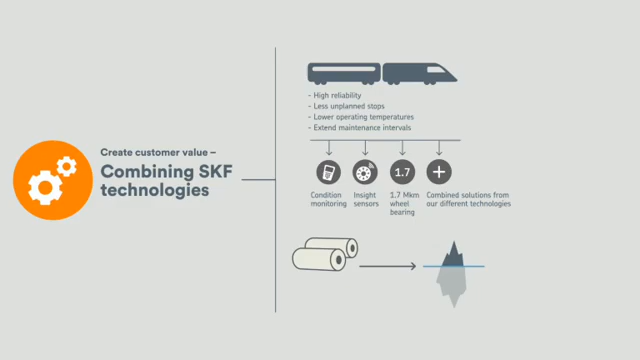 Create customer value –
Combining SKF
technologies
- High reliability
- Less unplanned stops
- Lower operating temperatures
- Extend maintenance intervals
1.7
Condition
monitoring
Insight
sensors
1.7 Mkm
wheel
bearing
Combined solutions from
our different technologies